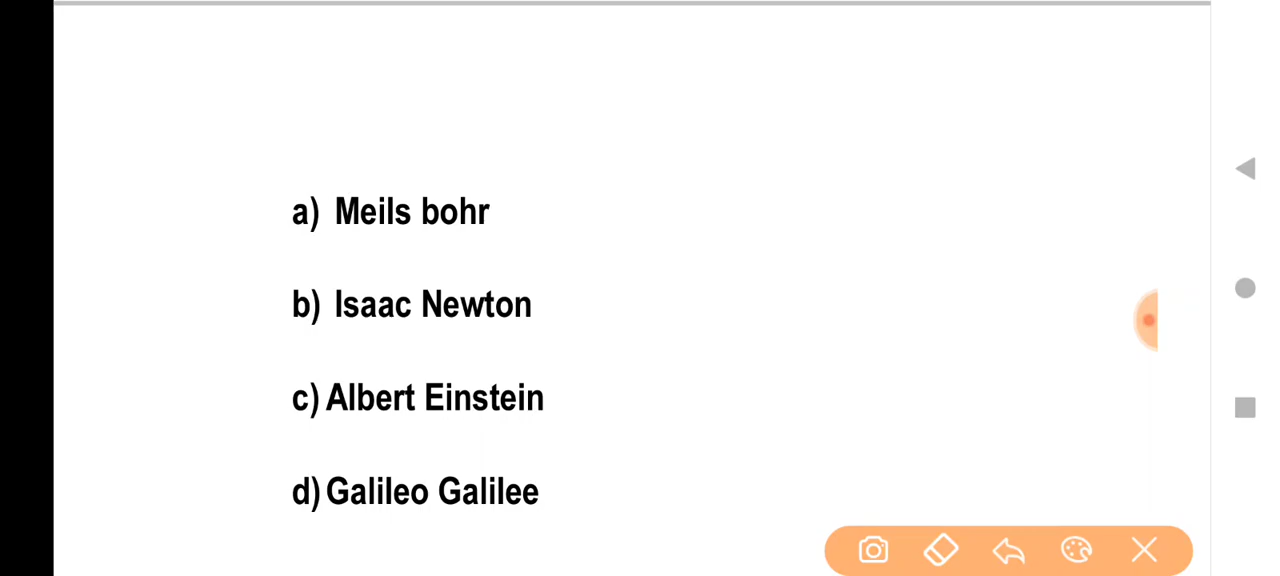 a) Meils bohr
b) Isaac Newton
c) Albert Einstein
d) Galileo Galilee